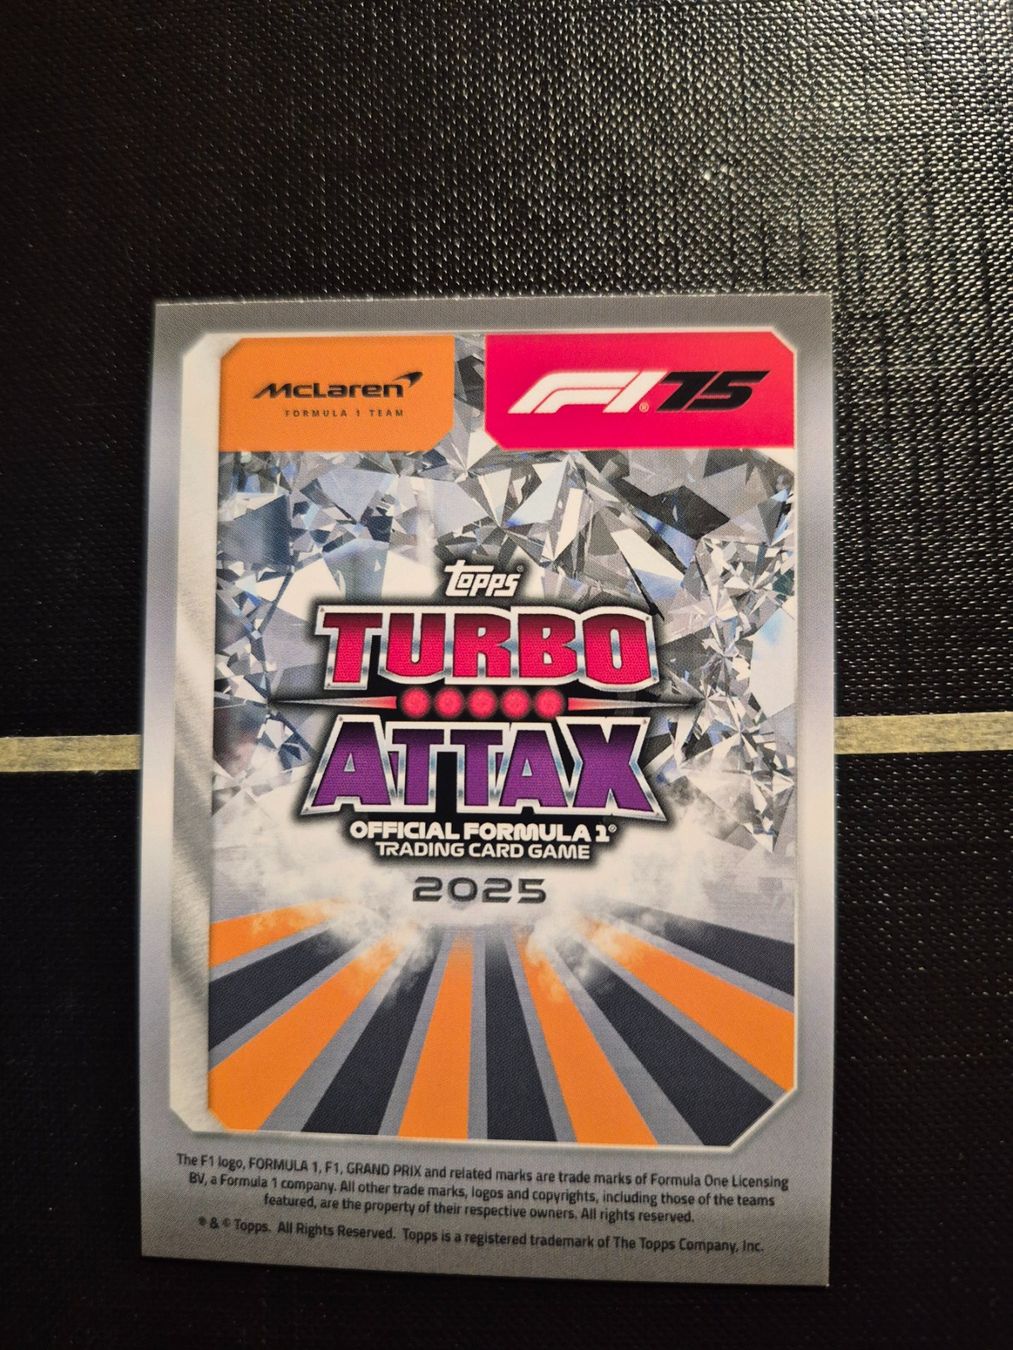 McLaren
FORMULA 1 TEAM
F1® 75
Topps®
TURBO
ATTAX
OFFICIAL FORMULA 1®
TRADING CARD GAME
2025
The F1 logo, FORMULA 1, F1, GRAND PRIX and related marks are trade marks of Formula One Licensing
BV, a Formula 1 company. All other trade marks, logos and copyrights, including those of the teams
featured, are the property of their respective owners. All rights reserved.
® & © Topps. All Rights Reserved. Topps is a registered trademark of The Topps Company, Inc.